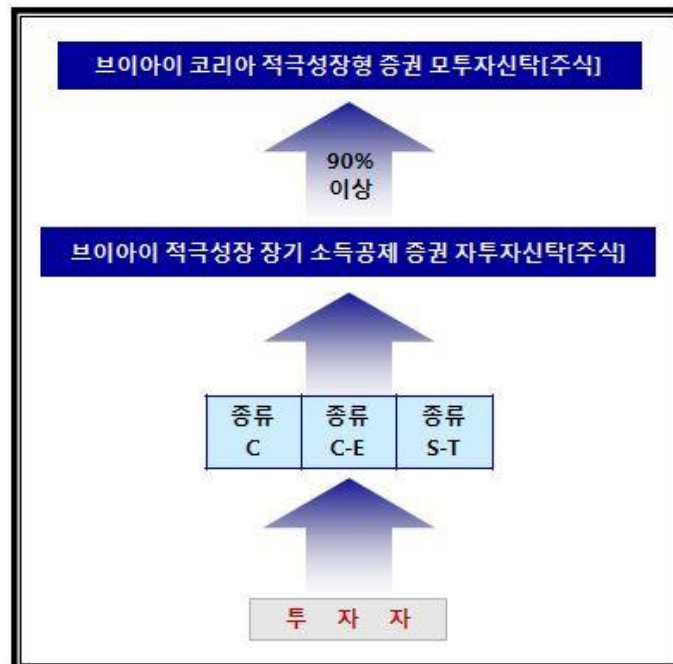 브이아이 코리아 적극성장형 증권 모투자신탁[주식]
90%
이상
브이아이 적극성장 장기 소득공제 증권 자투자신탁[주식]
종류 종류 종류
C C-E S-T
투 자 자